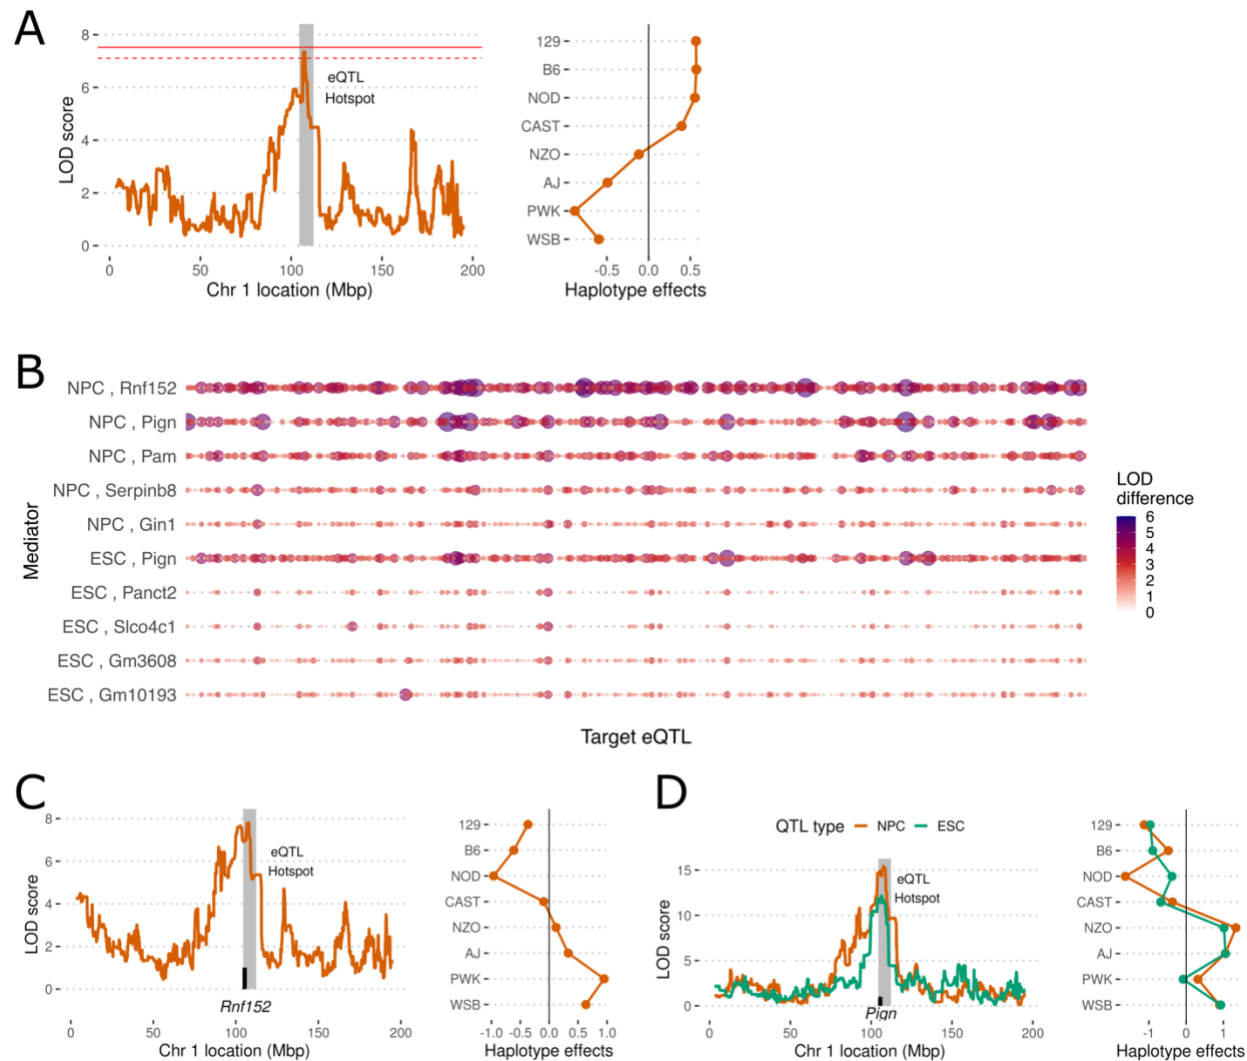 A
LOD score
8
6
4
2
0
eQTL
Hotspot
0 50 100 150 200
Chr 1 location (Mbp)
129
B6
NOD
CAST
NZO
AJ
PWK
WSB
-0.5 0.0 0.5
Haplotype effects
B
Mediator
NPC , Rnf152
NPC , Pign
NPC , Pam
NPC , Serpinb8
NPC , Gin1
ESC , Pign
ESC , Panct2
ESC , Slco4c1
ESC , Gm3608
ESC , Gm10193
Target eQTL
LOD
difference
6
5
4
3
2
1
0
C
LOD score
8
6
4
2
0
eQTL
Hotspot
Rnf152
0 50 100 150 200
Chr 1 location (Mbp)
129
B6
NOD
CAST
NZO
AJ
PWK
WSB
-1.0 -0.5 0.0 0.5 1.0
Haplotype effects
D
QTL type NPC ESC
LOD score
15
10
5
0
eQTL
Hotspot
Pign
0 50 100 150 200
Chr 1 location (Mbp)
129
B6
NOD
CAST
NZO
AJ
PWK
WSB
-1 0 1
Haplotype effects